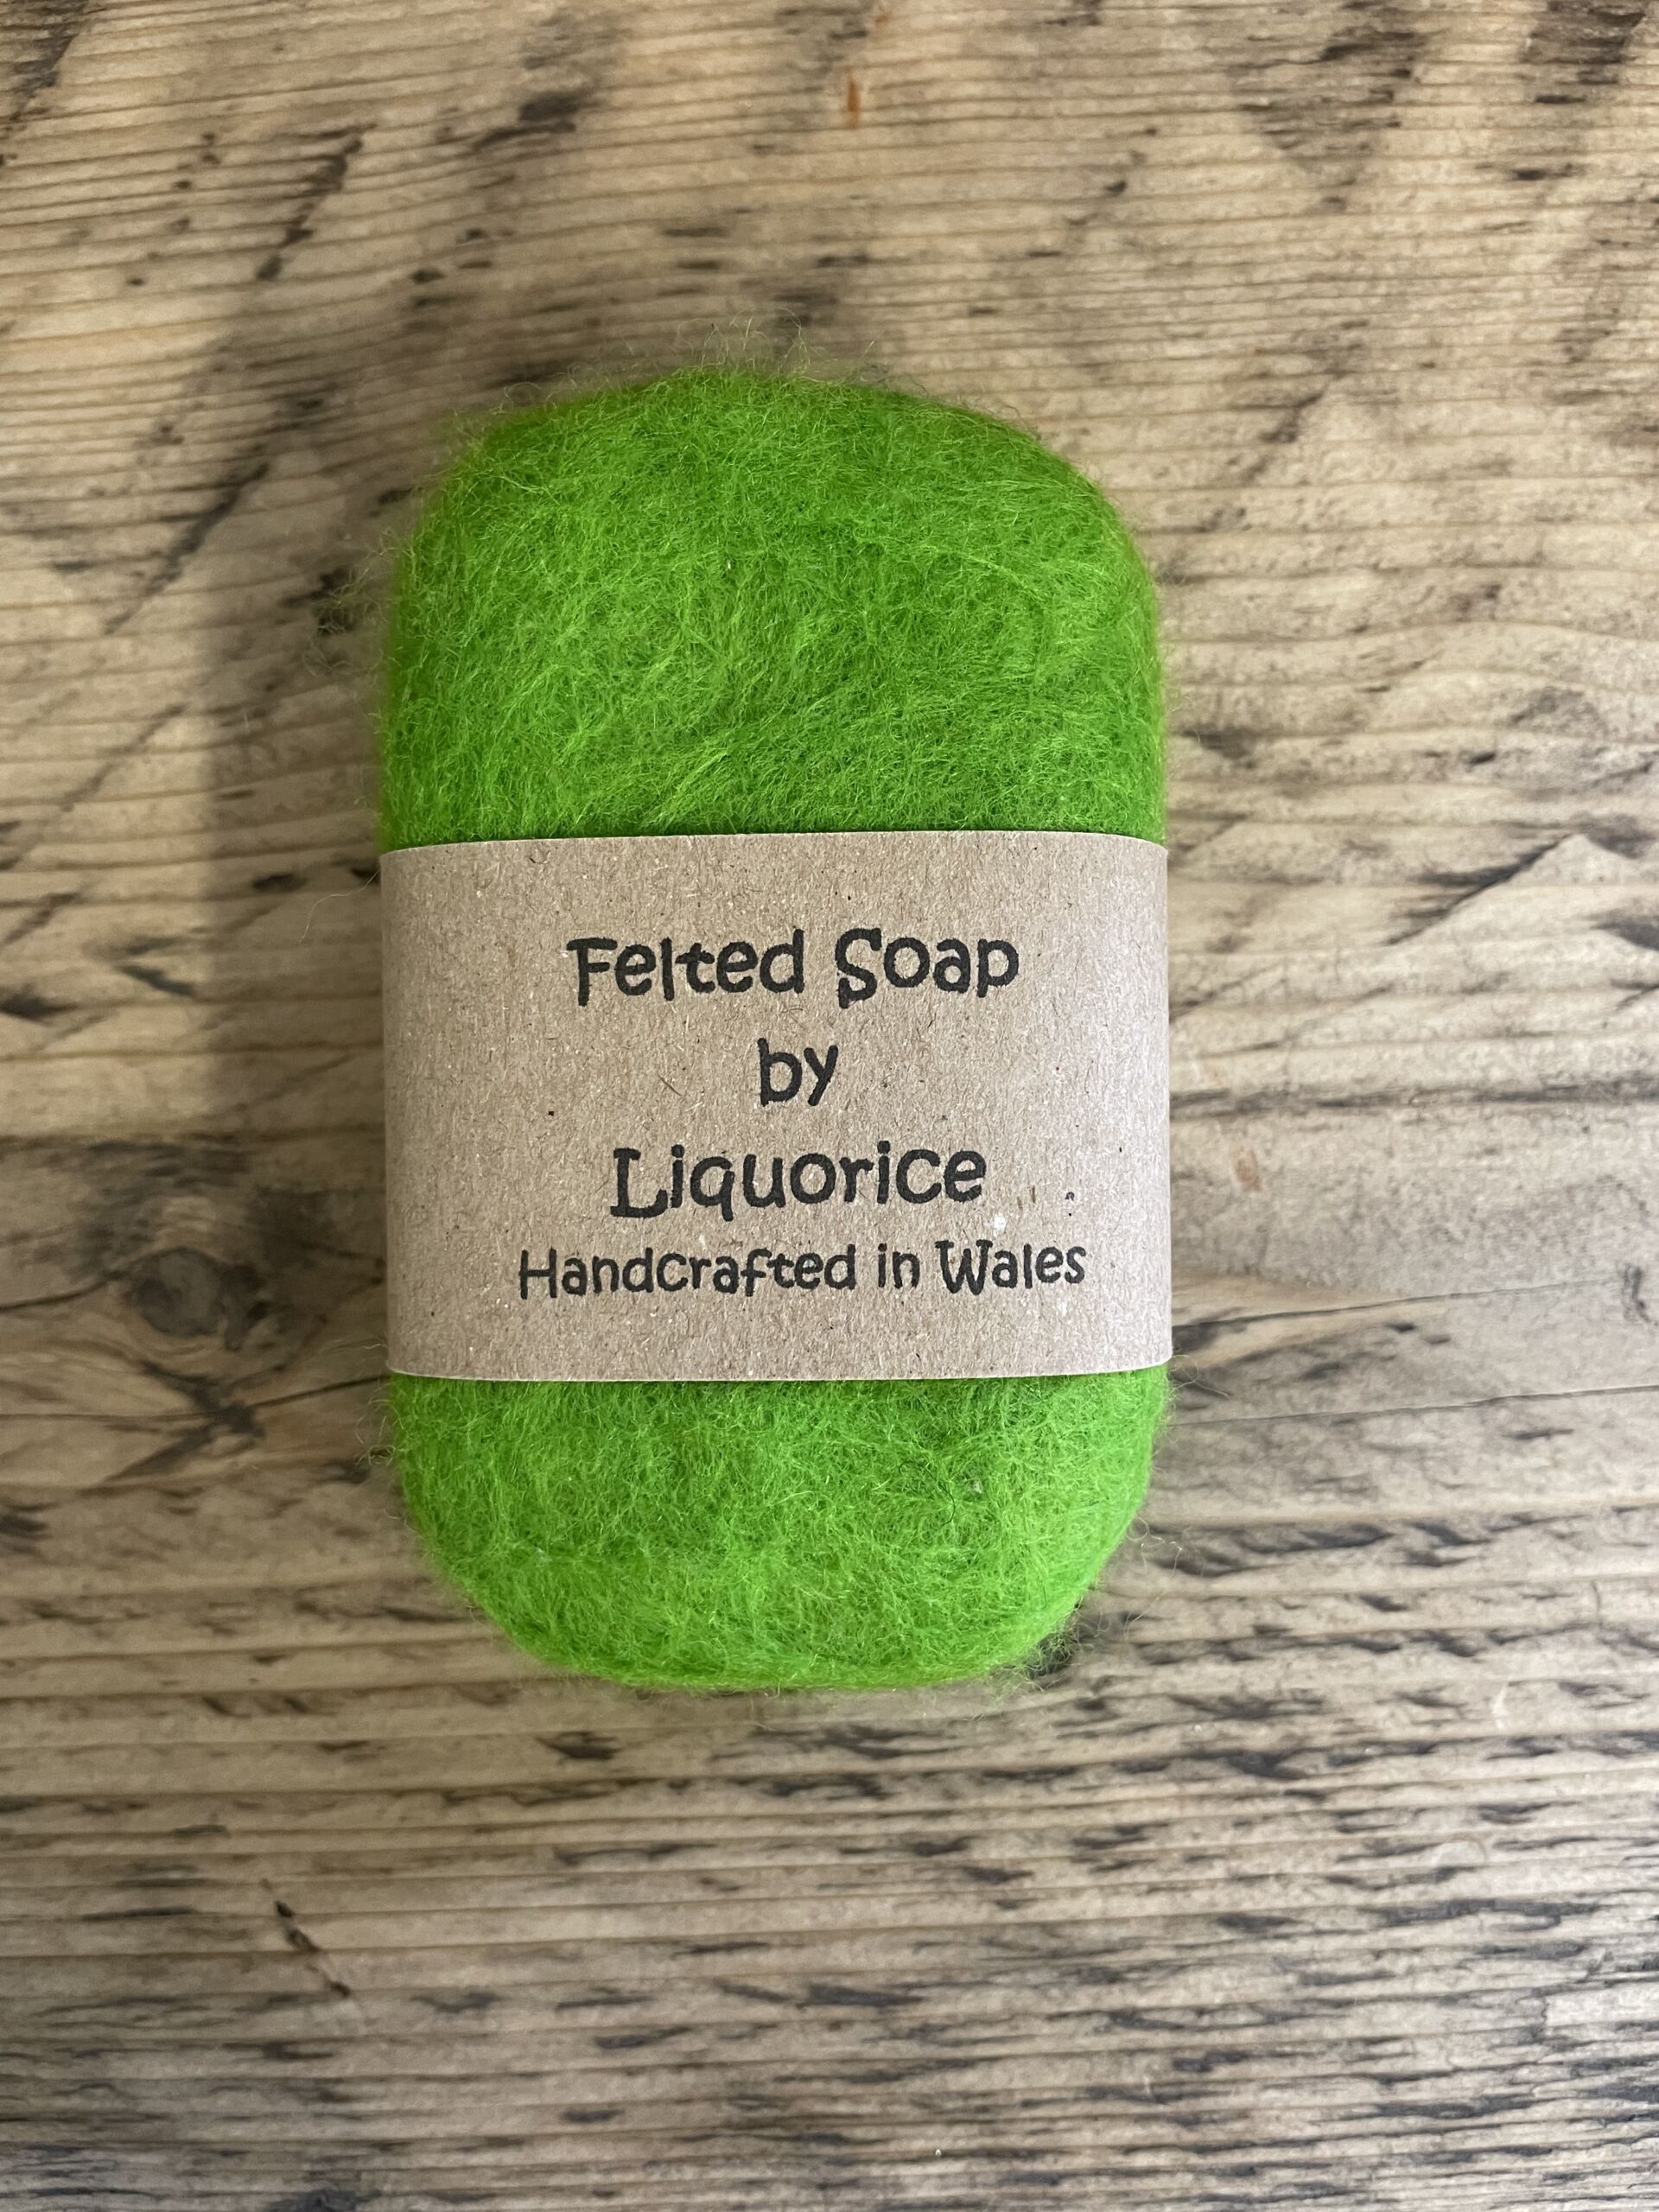 Felted Soap
by
Liquorice
Handcrafted in Wales